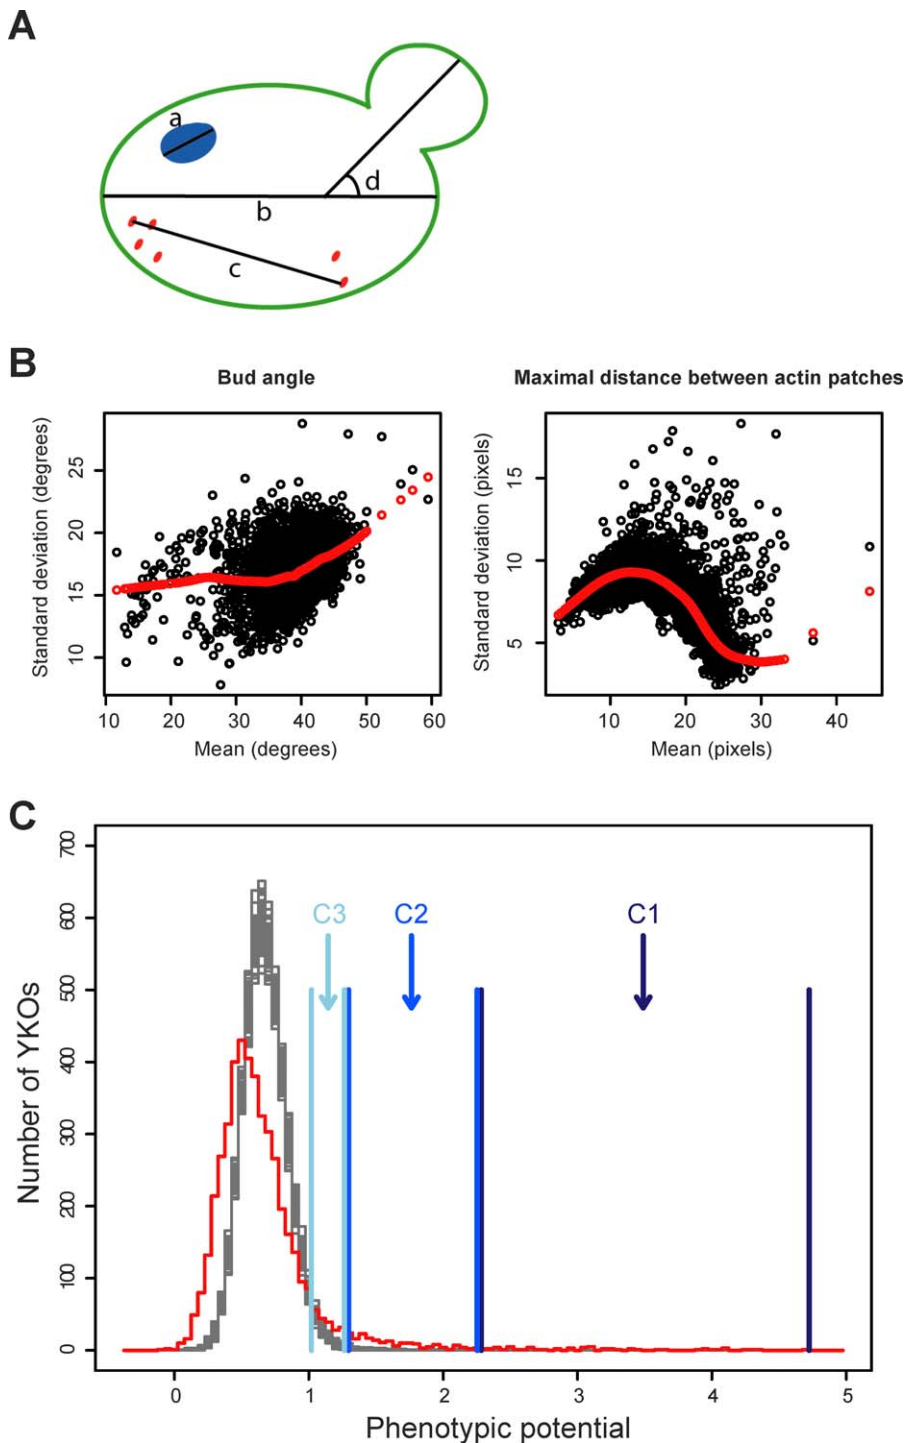 A
a
d
b
c
B
Bud angle
Maximal distance between actin patches
Standard deviation (degrees)
25
20
15
10
10 20 30 40 50 60
Mean (degrees)
Standard deviation (pixels)
15
10
5
10 20 30 40
Mean (pixels)
C
Number of YKOs
700
600
500
400
300
200
100
0
C3 C2 C1
0 1 2 3 4 5
Phenotypic potential